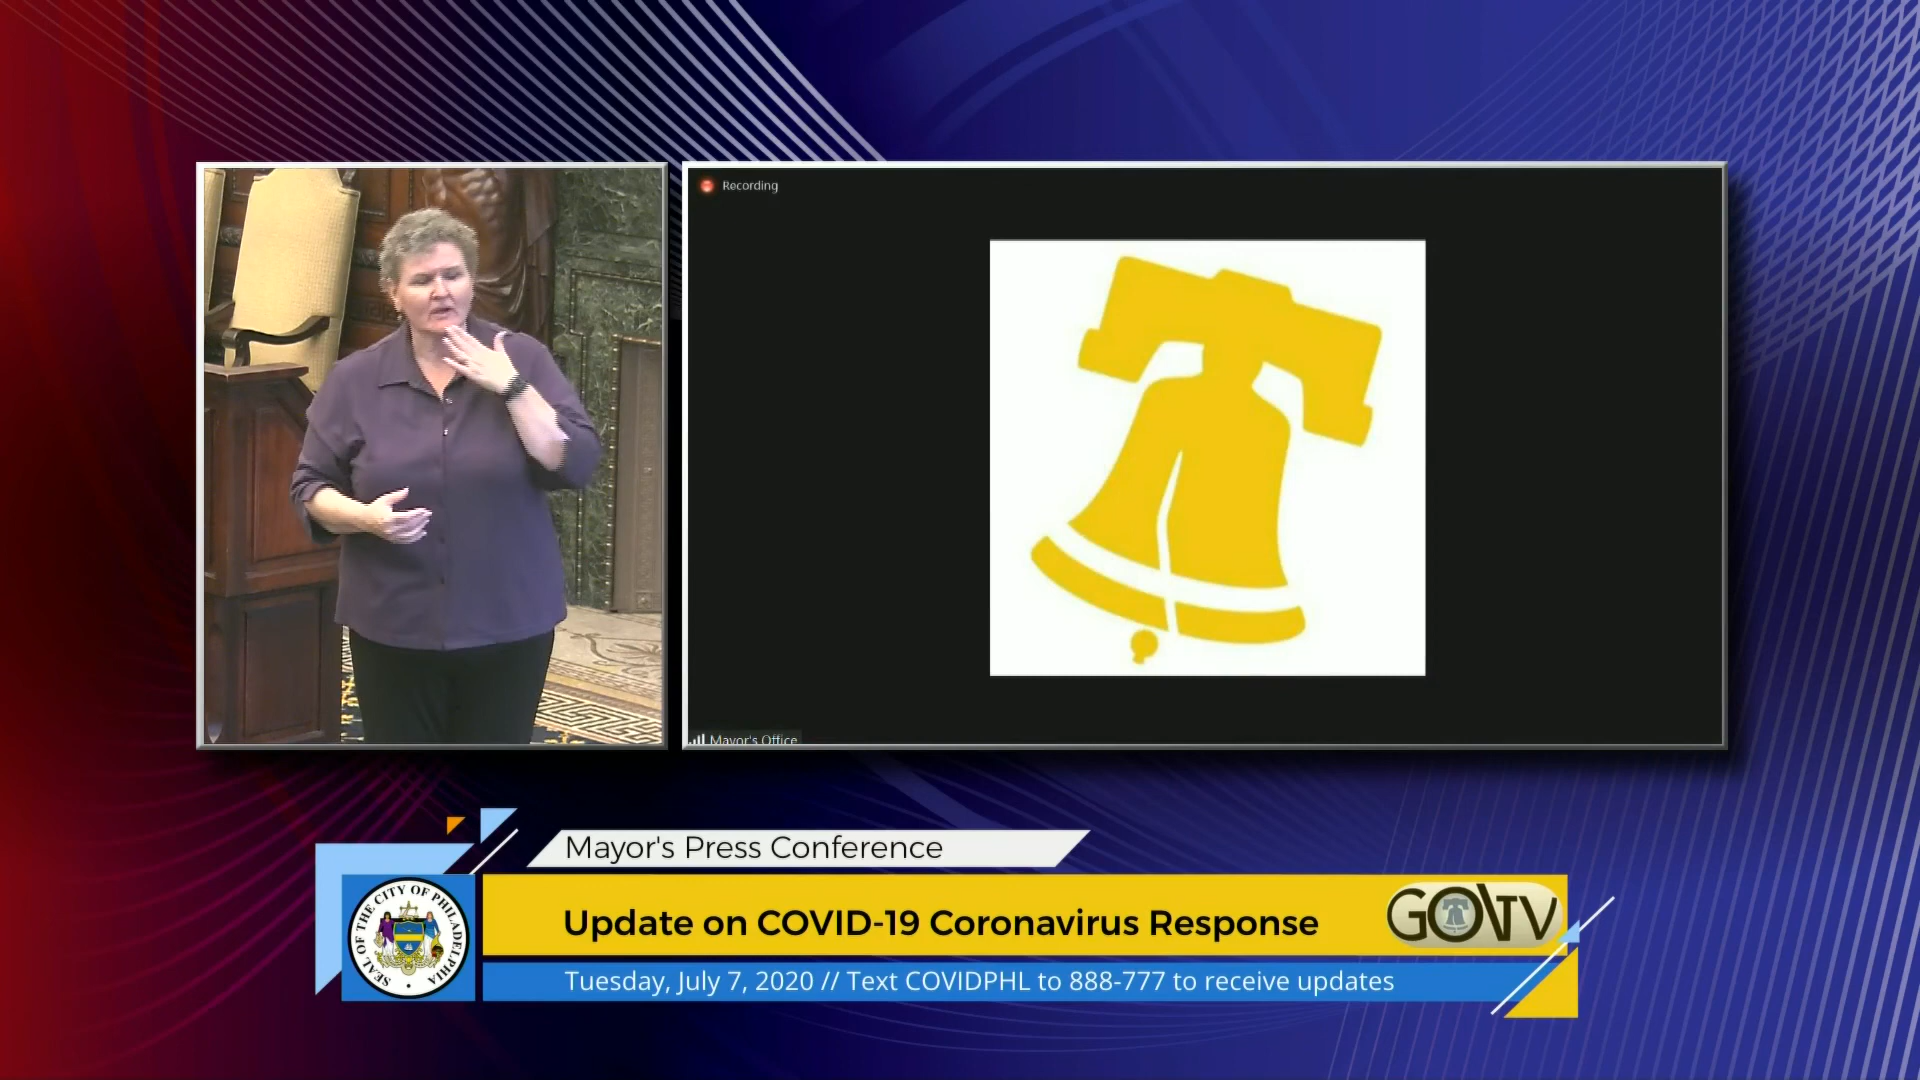 Recording
Mayor's Office
Mayor's Press Conference
Update on COVID-19 Coronavirus Response
GOVTV
Tuesday, July 7, 2020 // Text COVIDPHL to 888-777 to receive updates
SEAL OF THE CITY OF PHILADELPHIA